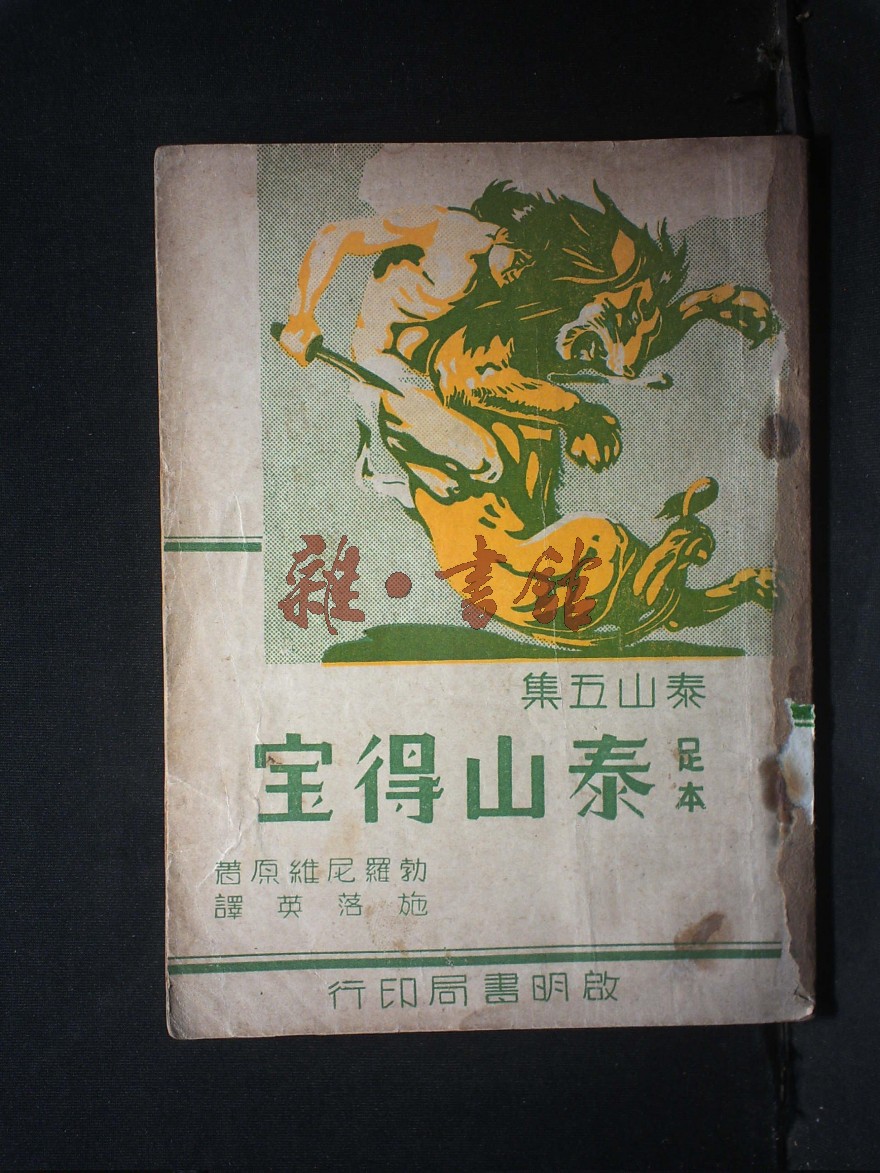 雜·書館
泰山五集
足本
泰山得宝
勃羅尼維原著
施落英譯
啟明書局印行